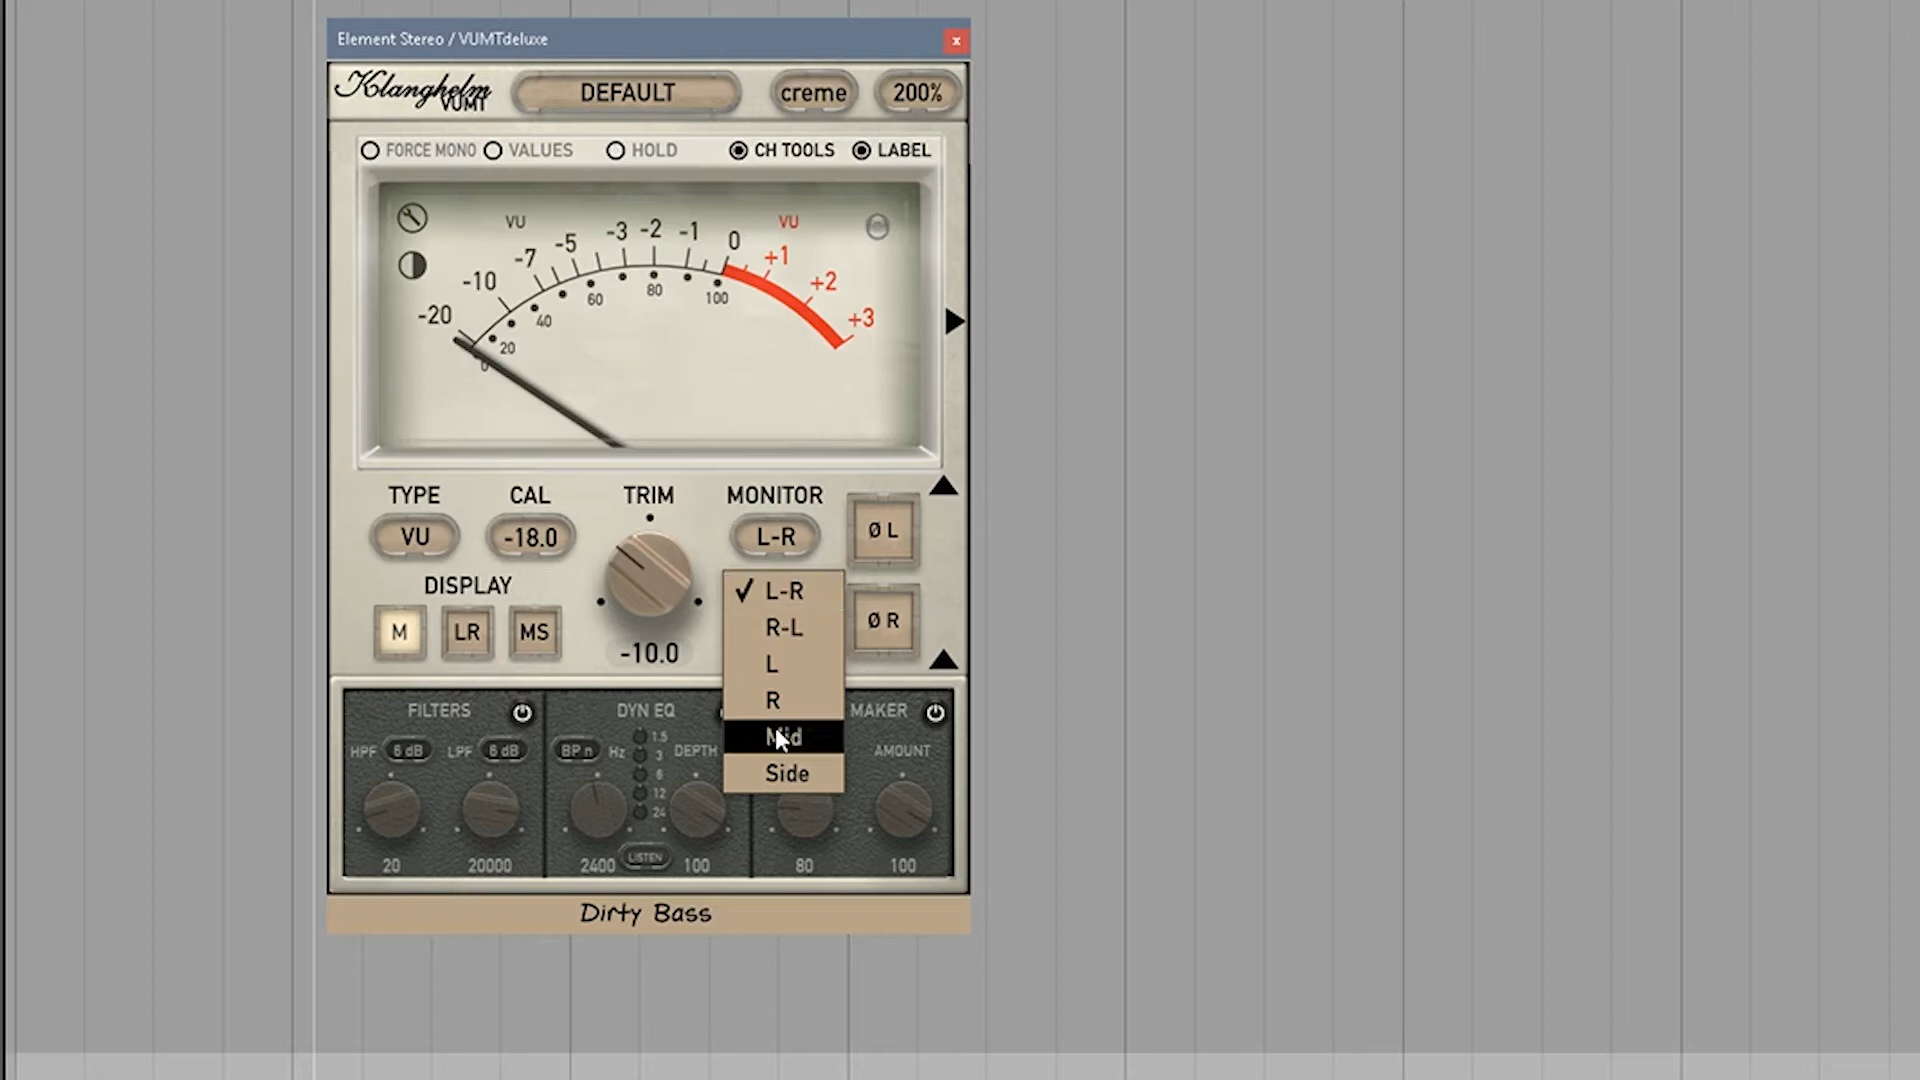 Element Stereo / VUMTdeluxe
x
Klanghelm
VUMT
DEFAULT
creme
200%
FORCE MONO
VALUES
HOLD
CH TOOLS
LABEL
VU
VU
-20
-10
-7
-5
-3
-2
-1
0
+1
+2
+3
0
20
40
60
80
100
TYPE
CAL
TRIM
MONITOR
VU
-18.0
L-R
Ø L
DISPLAY
L-R
R-L
Ø R
M
LR
MS
-10.0
L
R
Mid
Side
FILTERS
DYN EQ
MAKER
HPF
6 dB
LPF
6 dB
BP n
Hz
1.5
3
6
12
24
DEPTH
AMOUNT
20
20000
2400
LISTEN
100
80
100
Dirty Bass